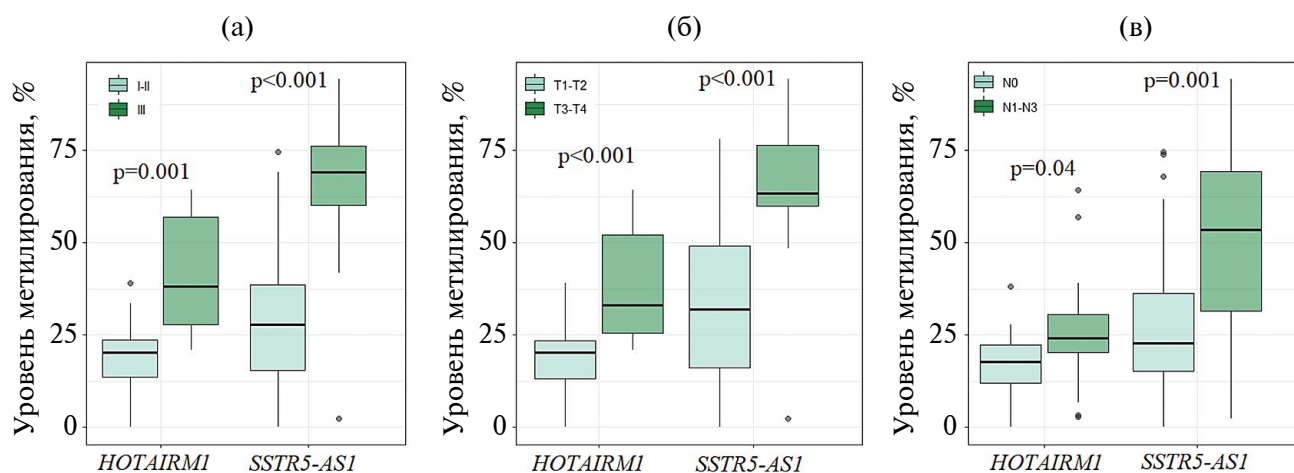 (а)
Уровень метилирования, %
75
50
25
0
I-II
III
p=0.001
p<0.001
HOTAIRM1
SSTR5-AS1
(б)
Уровень метилирования, %
75
50
25
0
T1-T2
T3-T4
p<0.001
p<0.001
HOTAIRM1
SSTR5-AS1
(в)
Уровень метилирования, %
75
50
25
0
N0
N1-N3
p=0.04
p=0.001
HOTAIRM1
SSTR5-AS1